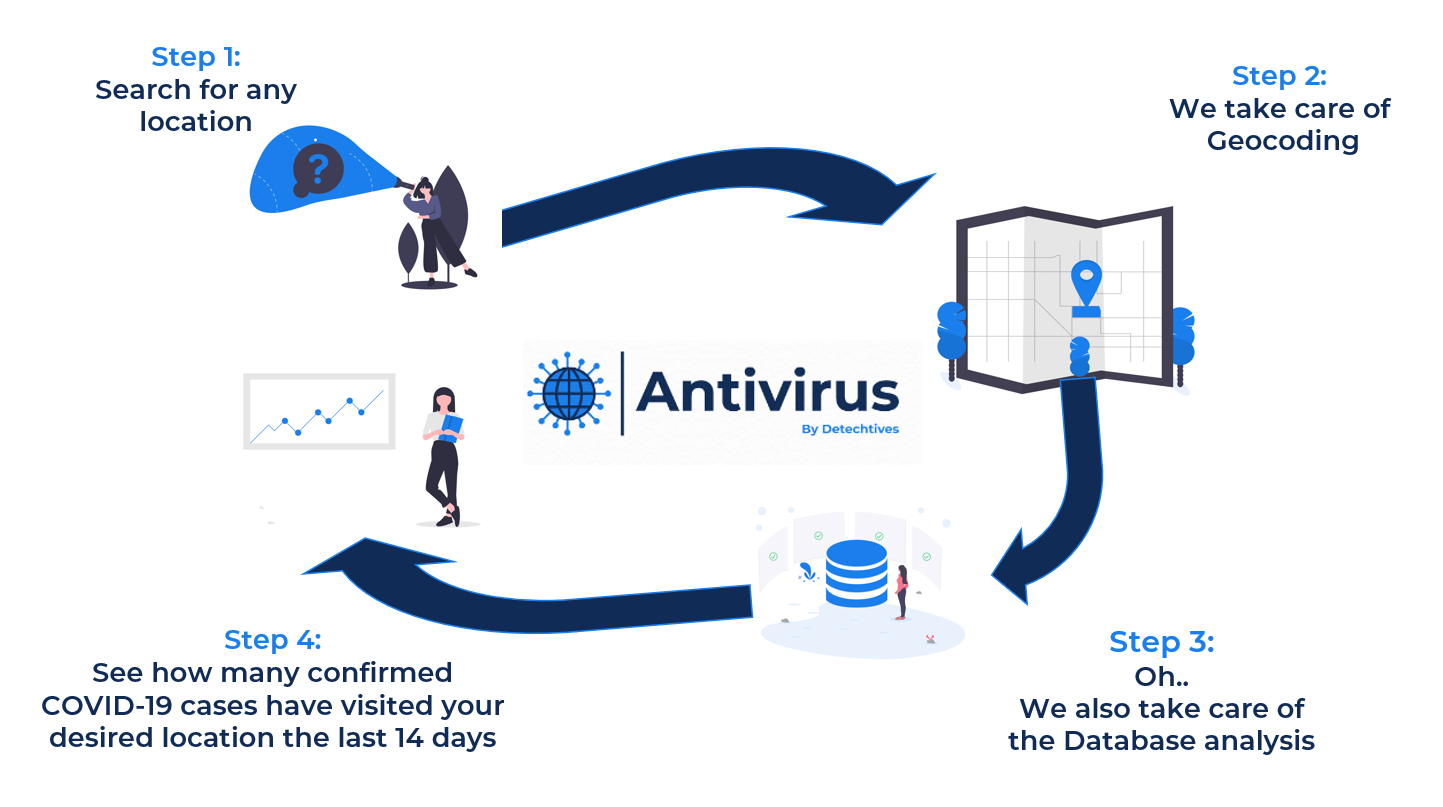 Step 1:
Search for any
location
Step 2:
We take care of
Geocoding
?
Antivirus
By Detechtives
Step 3:
Oh..
We also take care of
the Database analysis
Step 4:
See how many confirmed
COVID-19 cases have visited your
desired location the last 14 days